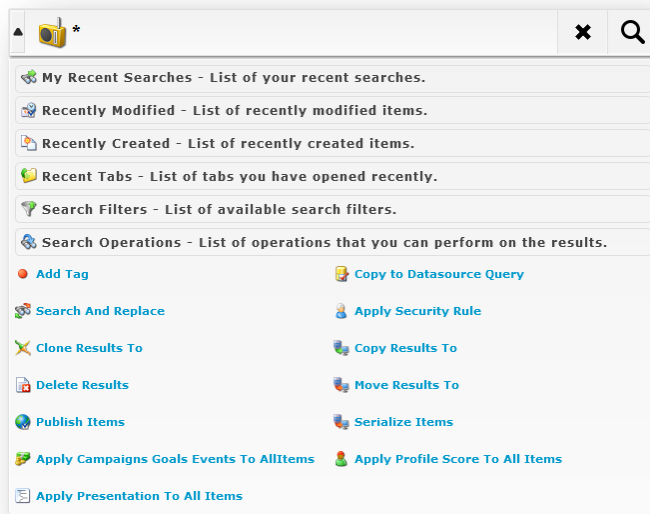 *
My Recent Searches - List of your recent searches.
Recently Modified - List of recently modified items.
Recently Created - List of recently created items.
Recent Tabs - List of tabs you have opened recently.
Search Filters - List of available search filters.
Search Operations - List of operations that you can perform on the results.
Add Tag
Copy to Datasource Query
Search And Replace
Apply Security Rule
Clone Results To
Copy Results To
Delete Results
Move Results To
Publish Items
Serialize Items
Apply Campaigns Goals Events To AllItems
Apply Profile Score To All Items
Apply Presentation To All Items